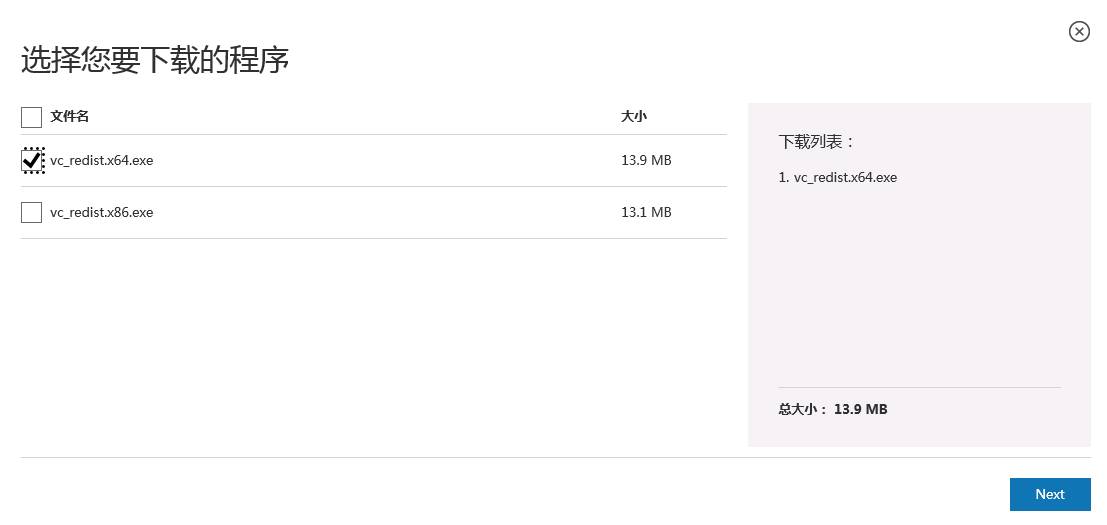 选择您要下载的程序
文件名 大小
vc_redist.x64.exe 13.9 MB
vc_redist.x86.exe 13.1 MB
下载列表：
1. vc_redist.x64.exe
总大小： 13.9 MB
Next